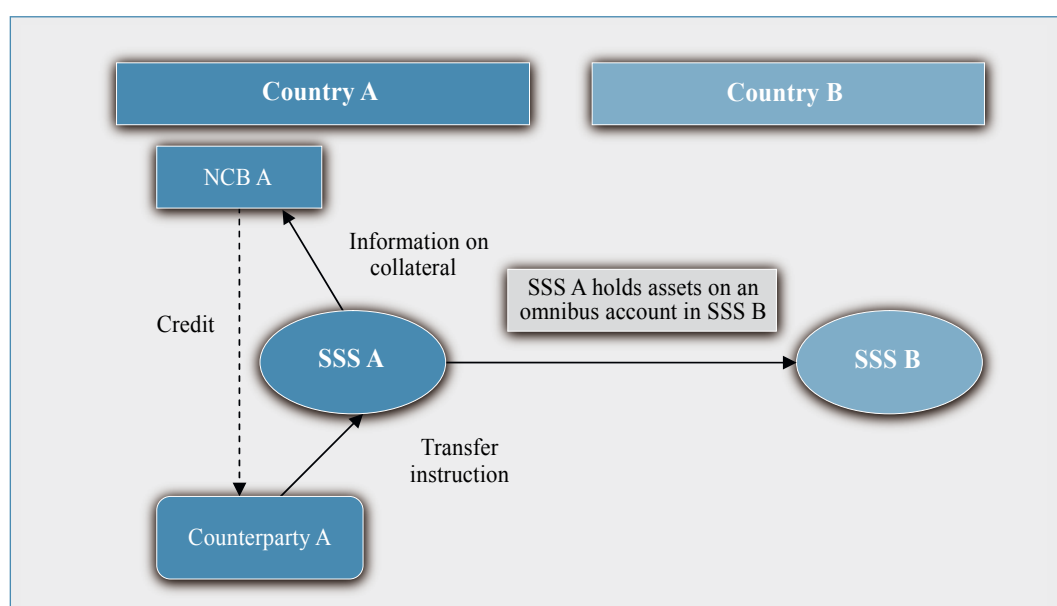 Country A
Country B
NCB A
Information on
collateral
SSS A holds assets on an
omnibus account in SSS B
Credit
SSS A
SSS B
Transfer
instruction
Counterparty A